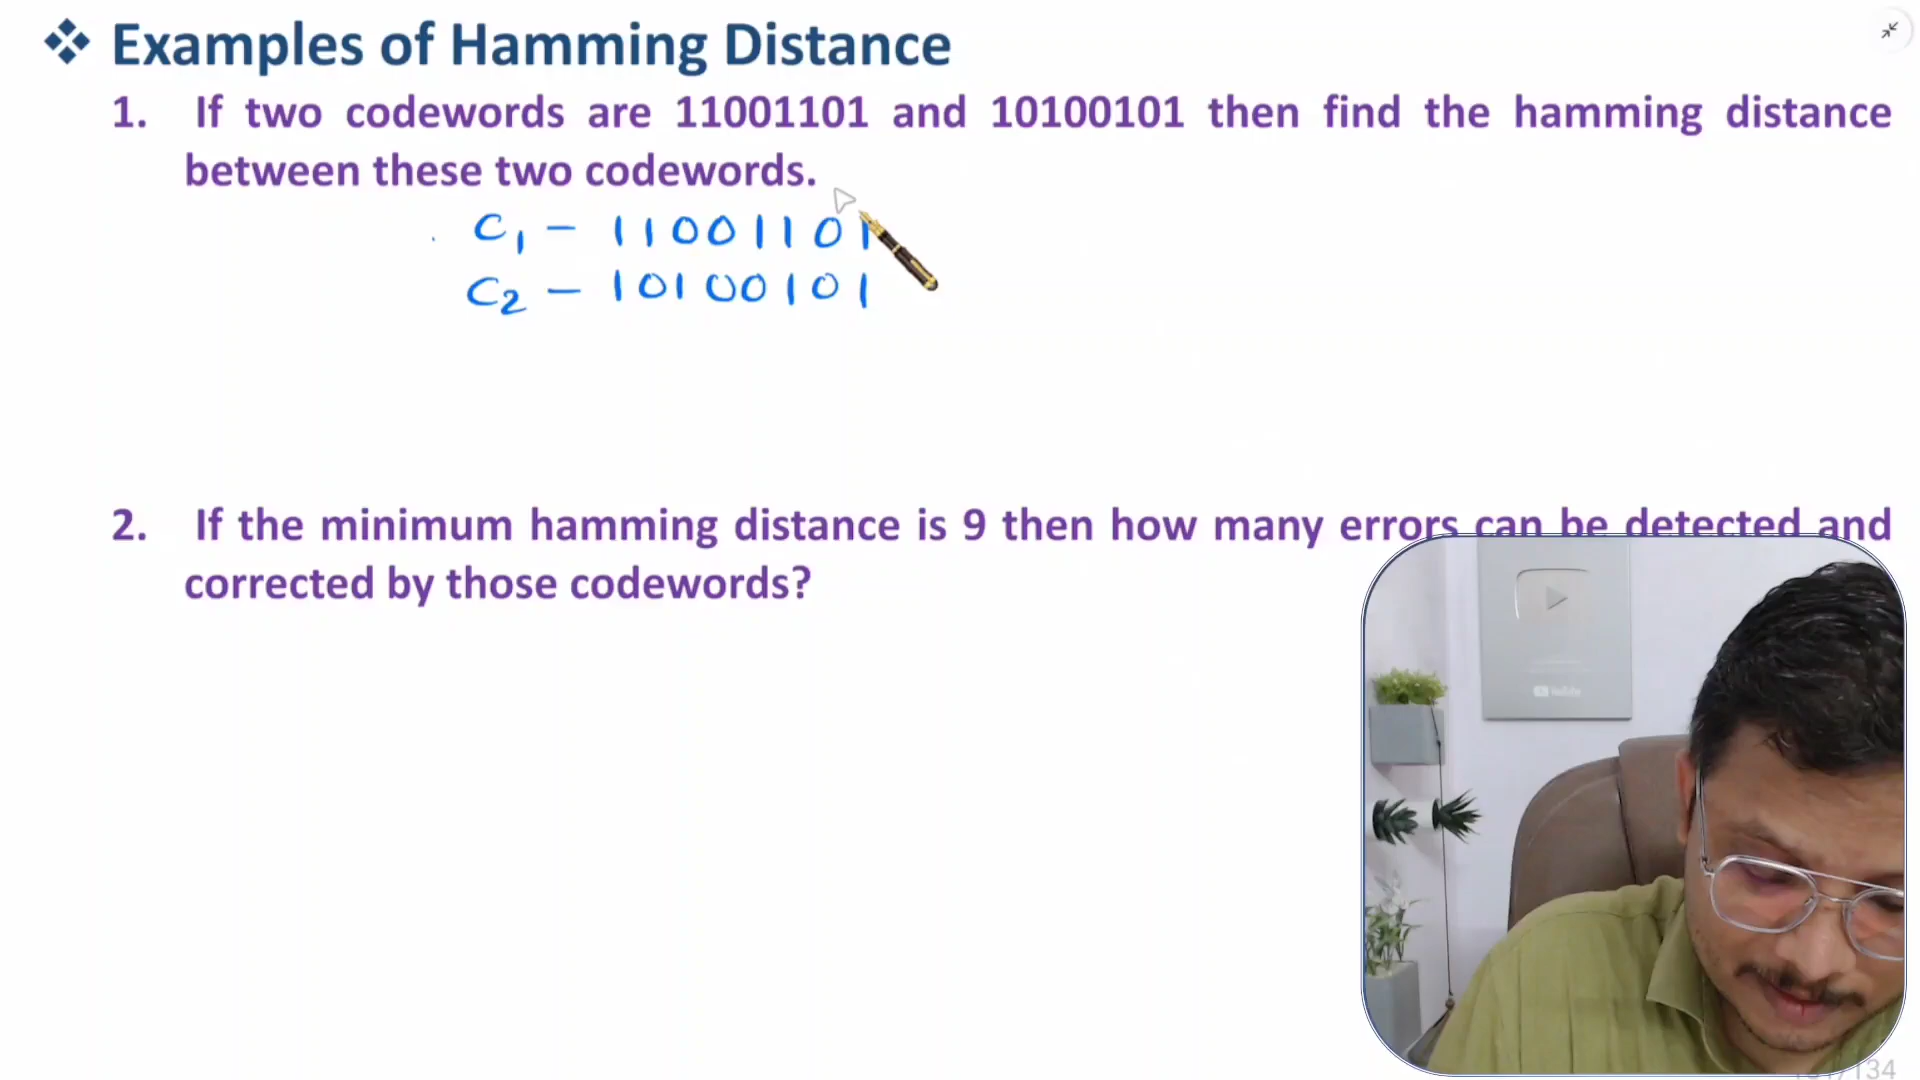 ❖ Examples of Hamming Distance
1. If two codewords are 11001101 and 10100101 then find the hamming distance
between these two codewords.
C₁ – 11001101
C₂ – 10100101
2. If the minimum hamming distance is 9 then how many errors can be detected and
corrected by those codewords?
YouTube
/134